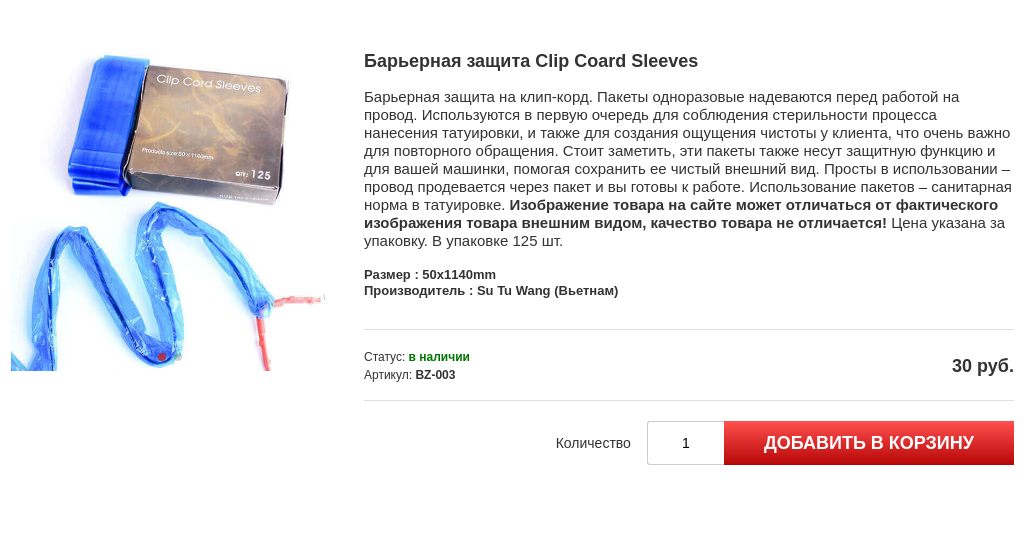 Clip Cord Sleeves
Products size 50×1140mm
QTY.: 125
Барьерная защита Clip Coard Sleeves
Барьерная защита на клип-корд. Пакеты одноразовые надеваются перед работой на
провод. Используются в первую очередь для соблюдения стерильности процесса
нанесения татуировки, и также для создания ощущения чистоты у клиента, что очень важно
для повторного обращения. Стоит заметить, эти пакеты также несут защитную функцию и
для вашей машинки, помогая сохранить ее чистый внешний вид. Просты в использовании –
провод продевается через пакет и вы готовы к работе. Использование пакетов – санитарная
норма в татуировке. Изображение товара на сайте может отличаться от фактического
изображения товара внешним видом, качество товара не отличается! Цена указана за
упаковку. В упаковке 125 шт.
Размер : 50x1140mm
Производитель : Su Tu Wang (Вьетнам)
Статус: в наличии
Артикул: BZ-003
30 руб.
Количество
1
ДОБАВИТЬ В КОРЗИНУ